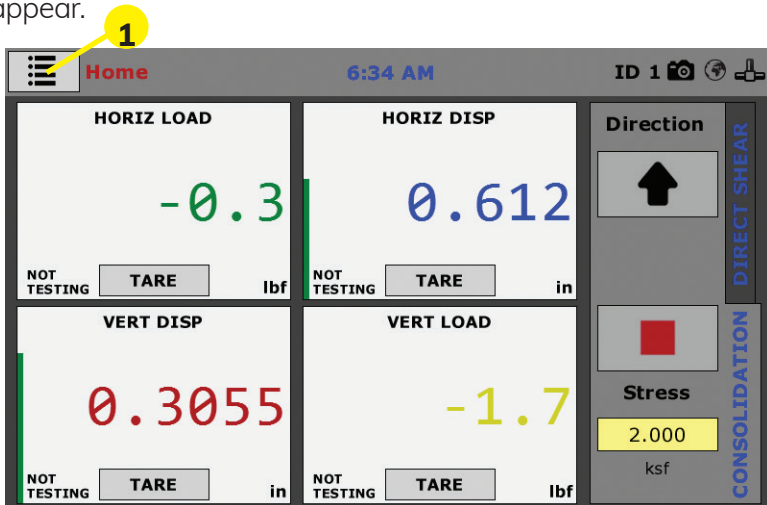 appear.
1
Home 6:34 AM ID 1
HORIZ LOAD
-0.3
NOT TESTING TARE lbf
HORIZ DISP
0.612
NOT TESTING TARE in
VERT DISP
0.3055
NOT TESTING TARE in
VERT LOAD
-1.7
NOT TESTING TARE lbf
Direction
Stress
2.000
ksf
DIRECT SHEAR
CONSOLIDATION